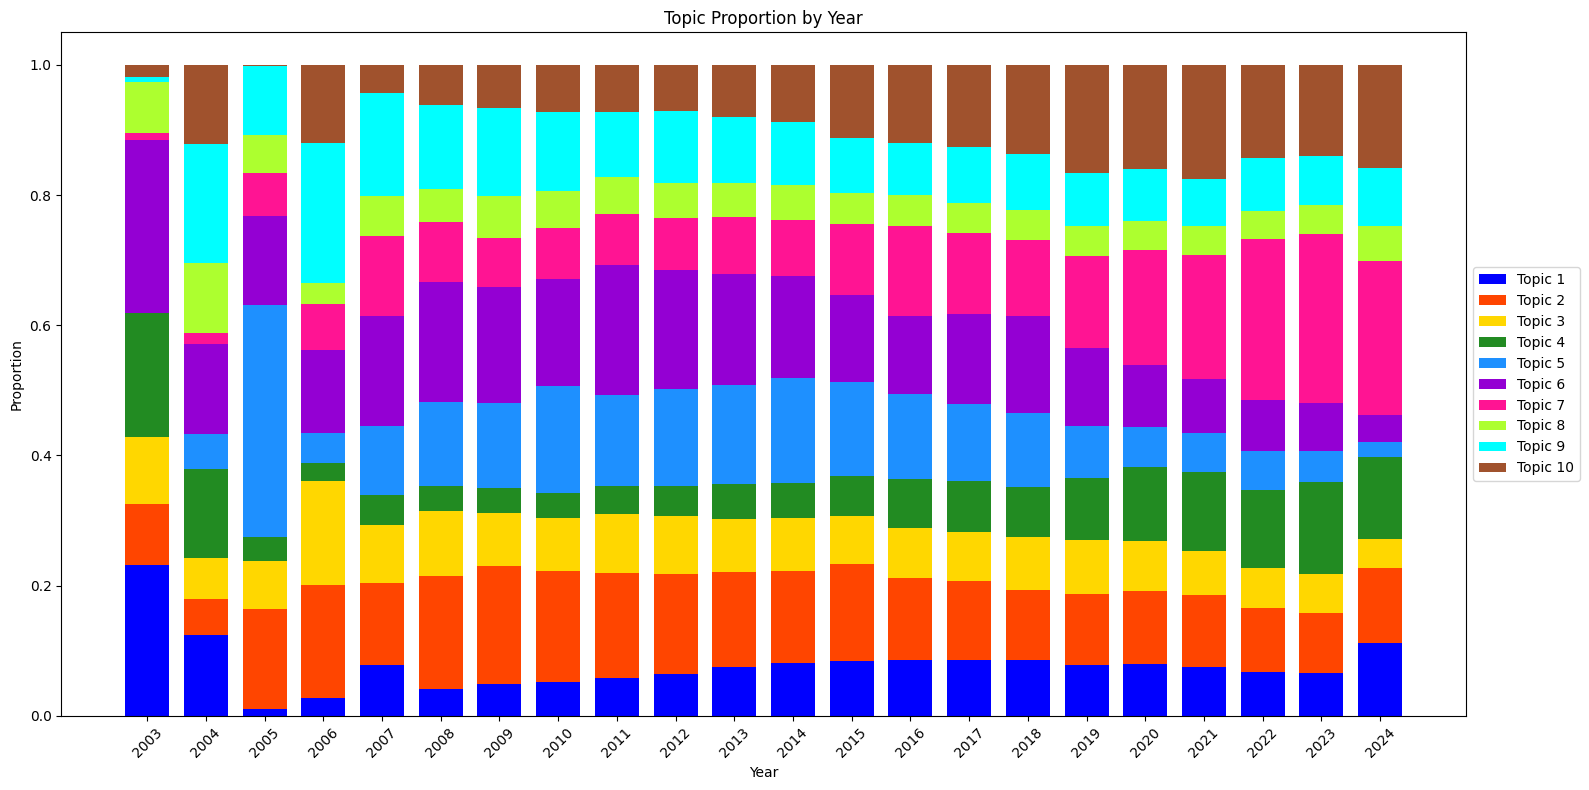 Topic Proportion by Year
Proportion
1.0
0.8
0.6
0.4
0.2
0.0
2003
2004
2005
2006
2007
2008
2009
2010
2011
2012
2013
2014
2015
2016
2017
2018
2019
2020
2021
2022
2023
2024
Year
Topic 1
Topic 2
Topic 3
Topic 4
Topic 5
Topic 6
Topic 7
Topic 8
Topic 9
Topic 10